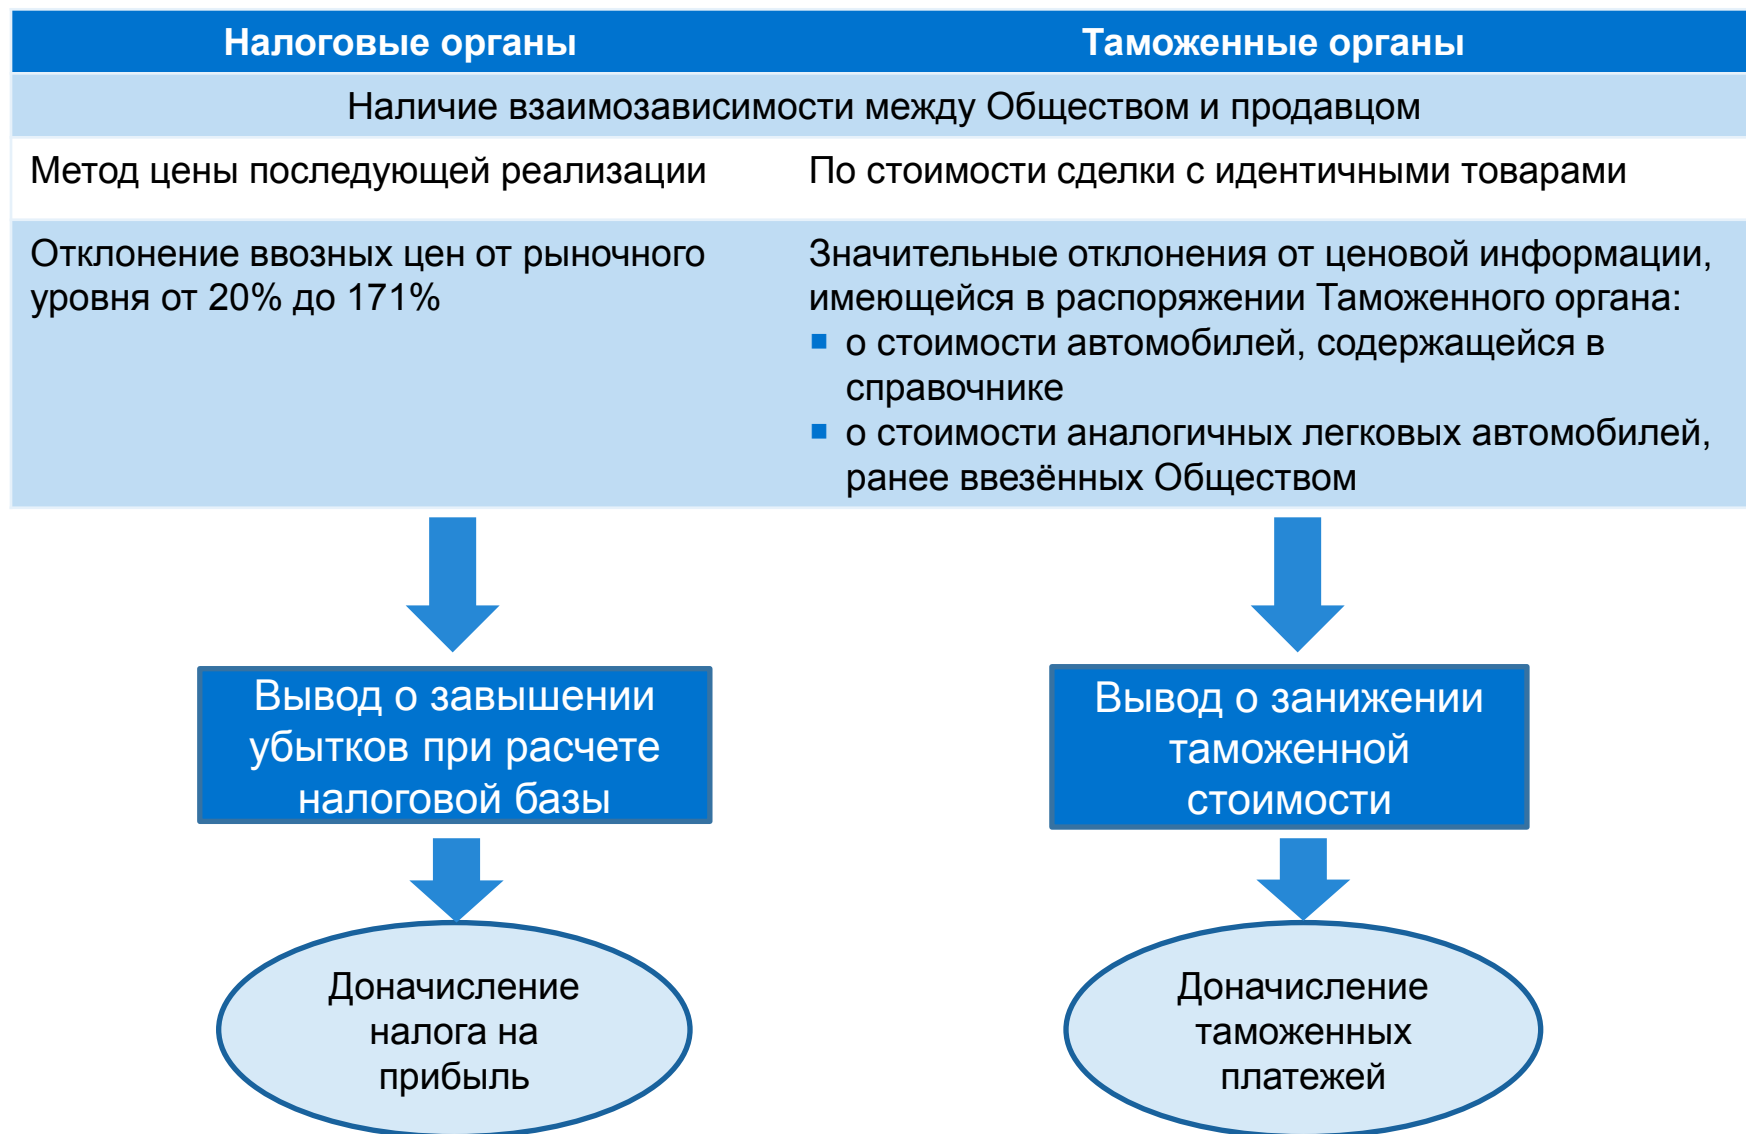 Налоговые органы
Таможенные органы
Наличие взаимозависимости между Обществом и продавцом
Метод цены последующей реализации
По стоимости сделки с идентичными товарами
Отклонение ввозных цен от рыночного
уровня от 20% до 171%
Значительные отклонения от ценовой информации,
имеющейся в распоряжении Таможенного органа:
о стоимости автомобилей, содержащейся в
справочнике
о стоимости аналогичных легковых автомобилей,
ранее ввезённых Обществом
Вывод о завышении
убытков при расчете
налоговой базы
Вывод о занижении
таможенной
стоимости
Доначисление
налога на
прибыль
Доначисление
таможенных
платежей